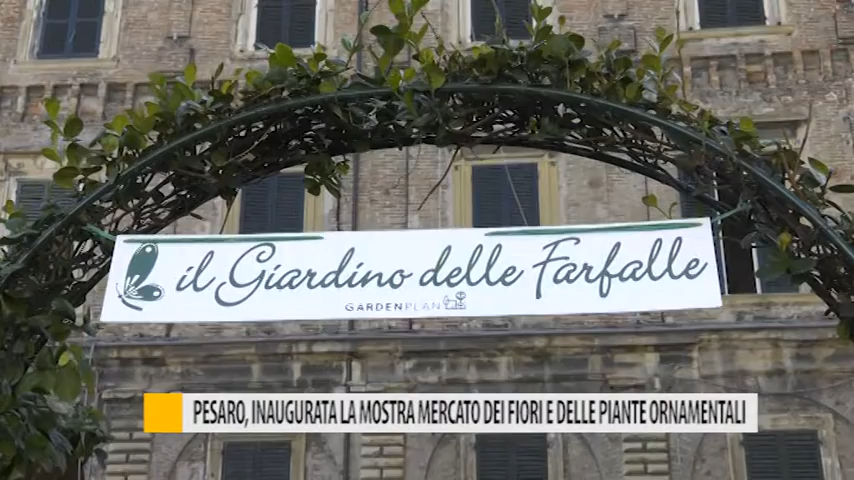 il Giardino delle Farfalle
GARDENPLAN
PESARO, INAUGURATA LA MOSTRA MERCATO DEI FIORI E DELLE PIANTE ORNAMENTALI